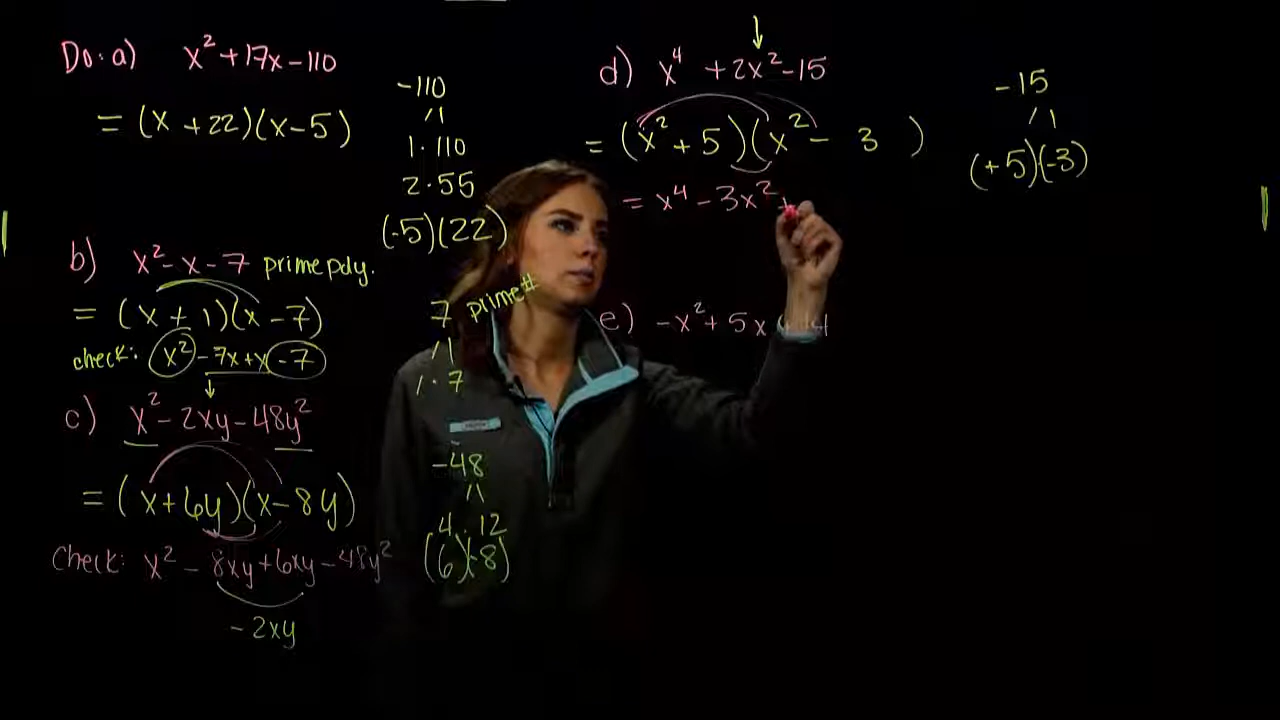 Do: a) x² + 17x - 110
= (x + 22)(x - 5)
-110
1 · 110
2 · 55
(-5)(22)
b) x² - x - 7 prime poly.
= (x + 1)(x - 7)
check: x² - 7x + x - 7
7 prime #
1 · 7
c) x² - 2xy - 48y²
= (x + 6y)(x - 8y)
Check: x² - 8xy + 6xy - 48y²
- 2xy
-48
4 · 12
(6)(-8)
d) x⁴ + 2x² - 15
= (x² + 5)(x² - 3)
= x⁴ - 3x² +
-15
(+5)(-3)
e) -x² + 5x